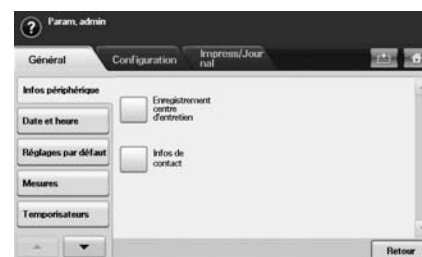 Param. admin
Général
Configuration
Impress/Jour
nal
Infos périphérique
Enregistrement
centre
d'entretien
Date et heure
Réglages par défaut
Infos de
contact
Mesures
Temporisateurs
Retour